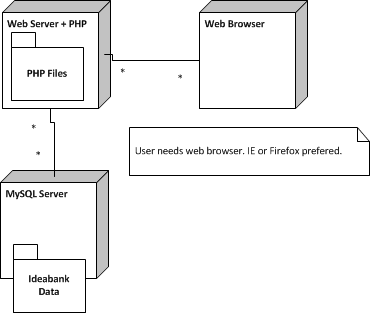 Web Server + PHP
Web Browser
PHP Files
*
*
*
*
User needs web browser. IE or Firefox prefered.
MySQL Server
Ideabank
Data